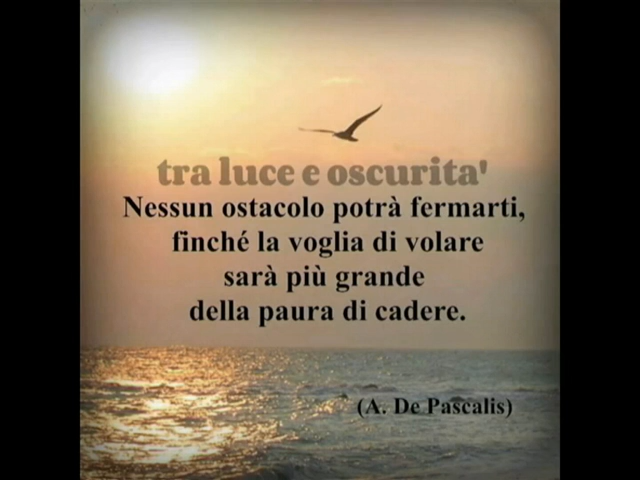 tra luce e oscurita'
Nessun ostacolo potrà fermarti,
finché la voglia di volare
sarà più grande
della paura di cadere.
(A. De Pascalis)